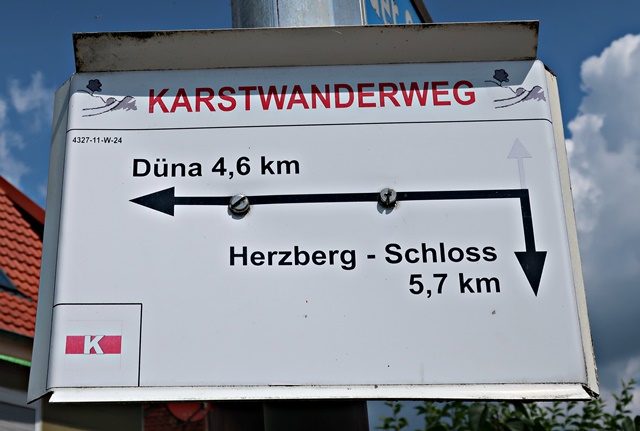 KARSTWANDERWEG
4327-11-W-24
Düna 4,6 km
Herzberg - Schloss
5,7 km
K